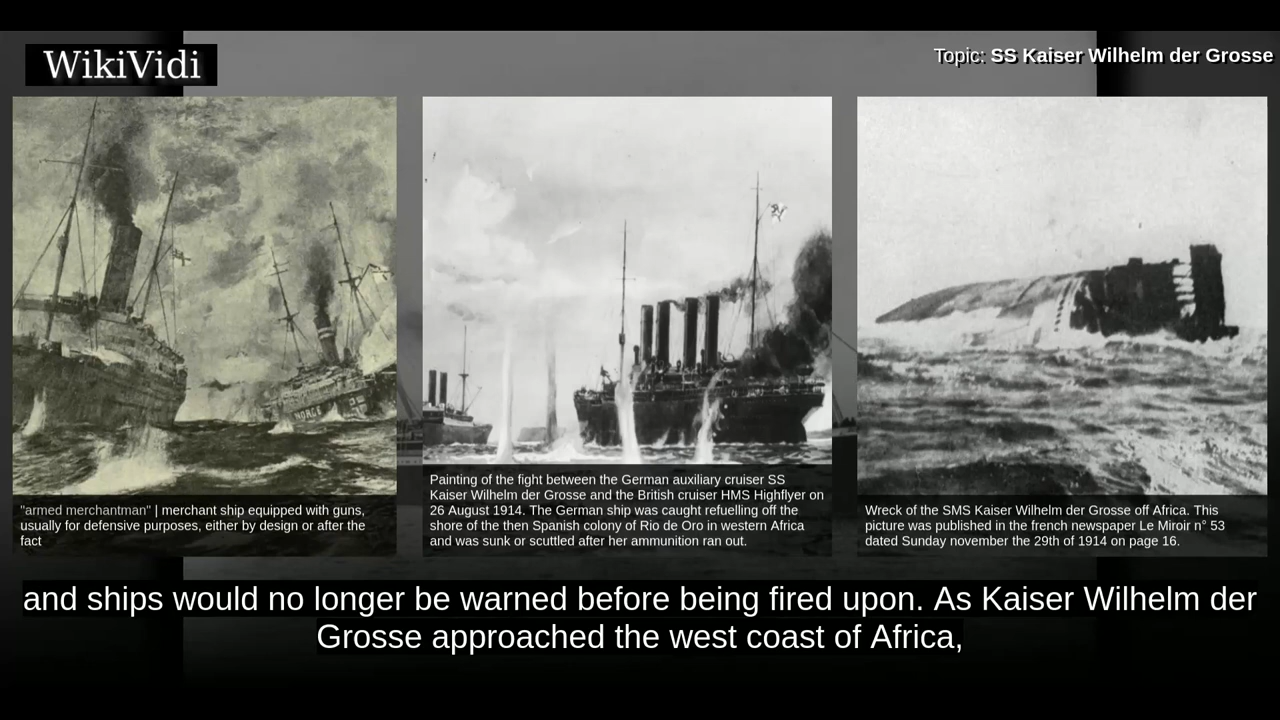 WikiVidi
Topic: SS Kaiser Wilhelm der Grosse
NORGE
"armed merchantman" | merchant ship equipped with guns,
usually for defensive purposes, either by design or after the
fact
Painting of the fight between the German auxiliary cruiser SS
Kaiser Wilhelm der Grosse and the British cruiser HMS Highflyer on
26 August 1914. The German ship was caught refuelling off the
shore of the then Spanish colony of Rio de Oro in western Africa
and was sunk or scuttled after her ammunition ran out.
Wreck of the SMS Kaiser Wilhelm der Grosse off Africa. This
picture was published in the french newspaper Le Miroir n° 53
dated Sunday november the 29th of 1914 on page 16.
and ships would no longer be warned before being fired upon. As Kaiser Wilhelm der
Grosse approached the west coast of Africa,